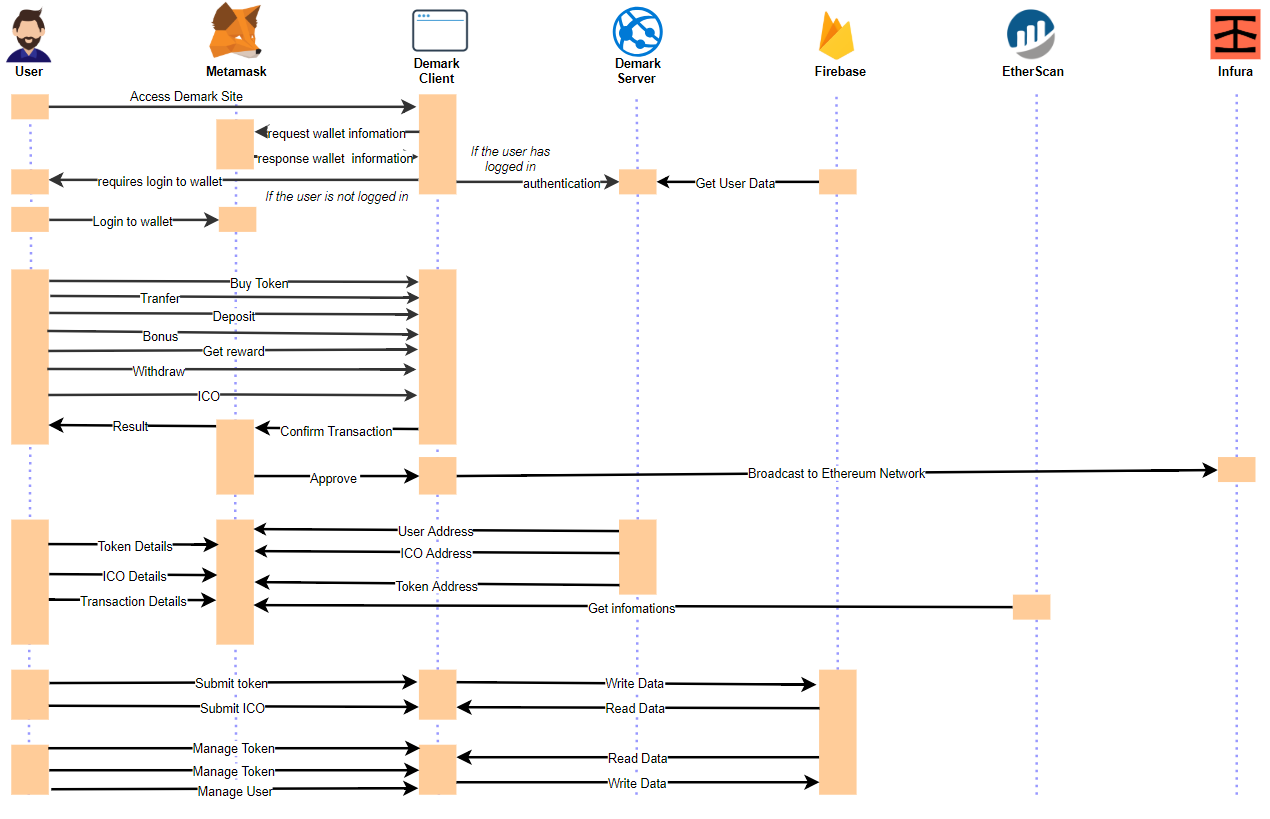 User
Metamask
Demark
Client
Demark
Server
Firebase
EtherScan
Infura
Access Demark Site
request wallet infomation
response wallet  information
If the user has
logged in
requires login to wallet
authentication
Get User Data
If the user is not logged in
Login to wallet
Buy Token
Tranfer
Deposit
Bonus
Get reward
Withdraw
ICO
Result
Confirm Transaction
Approve
Broadcast to Ethereum Network
User Address
Token Details
ICO Address
ICO Details
Token Address
Transaction Details
Get infomations
Submit token
Write Data
Submit ICO
Read Data
Manage Token
Read Data
Manage Token
Write Data
Manage User